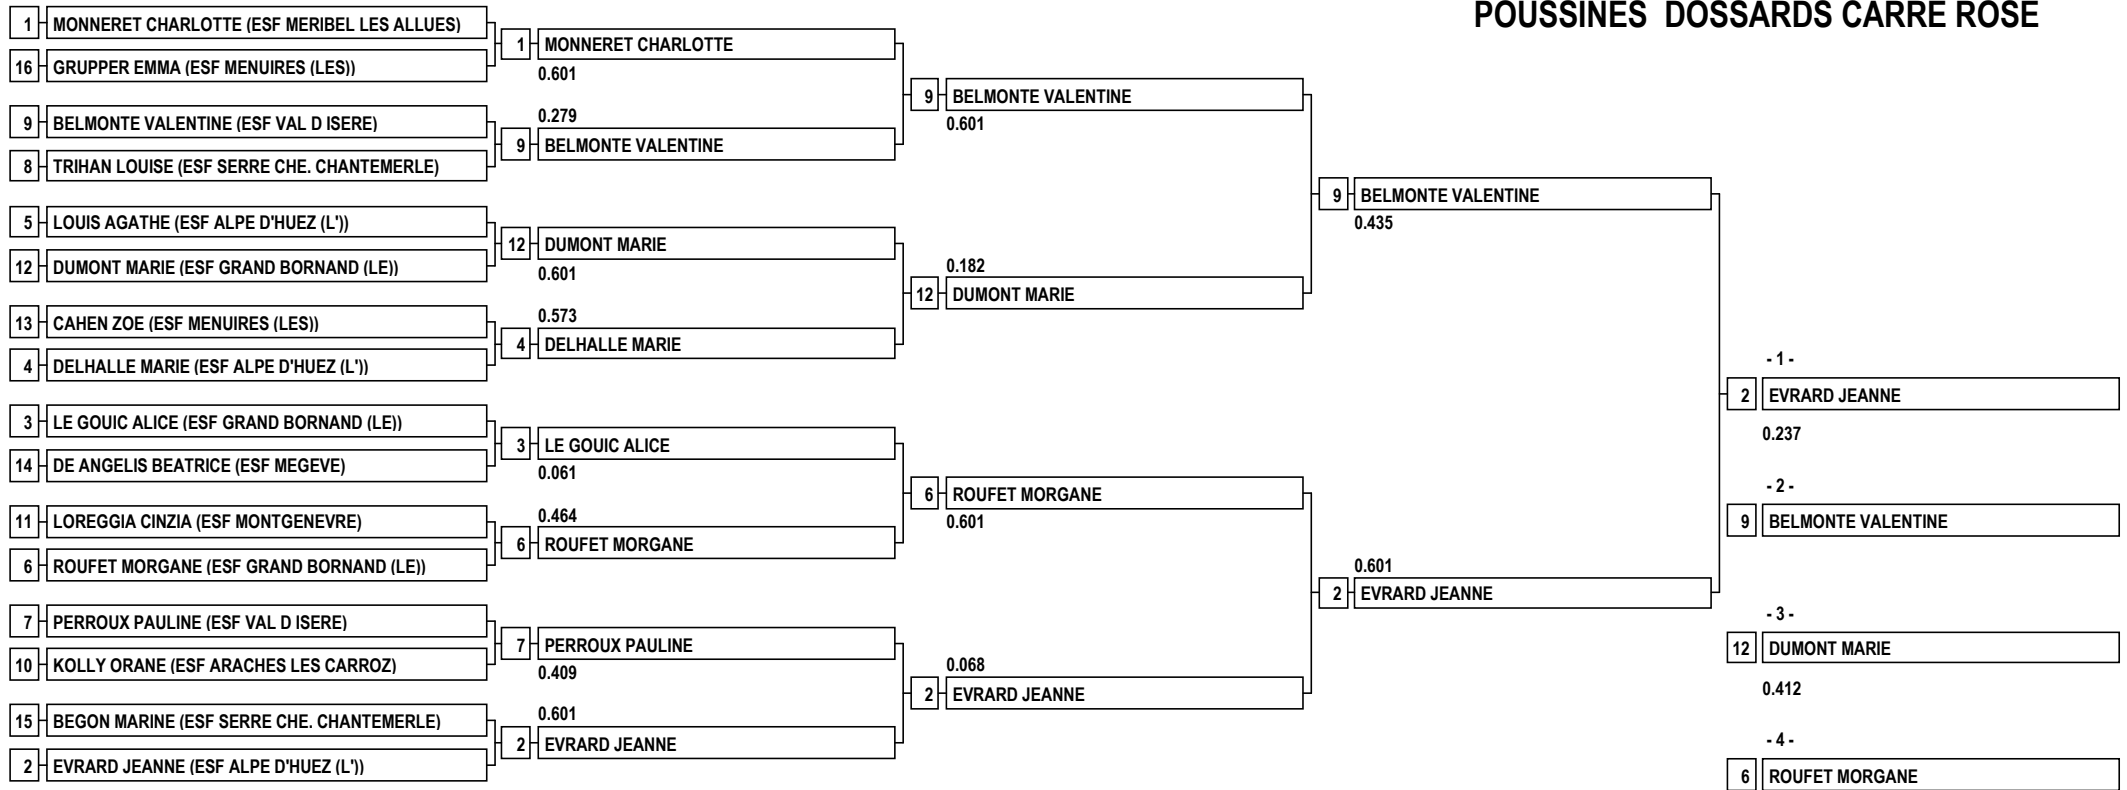 POUSSINES DOSSARDS CARRE ROSE
1 MONNERET CHARLOTTE (ESF MERIBEL LES ALLUES)
16 GRUPPER EMMA (ESF MENUIRES (LES))
9 BELMONTE VALENTINE (ESF VAL D ISERE)
8 TRIHAN LOUISE (ESF SERRE CHE. CHANTEMERLE)
5 LOUIS AGATHE (ESF ALPE D'HUEZ (L'))
12 DUMONT MARIE (ESF GRAND BORNAND (LE))
13 CAHEN ZOE (ESF MENUIRES (LES))
4 DELHALLE MARIE (ESF ALPE D'HUEZ (L'))
3 LE GOUIC ALICE (ESF GRAND BORNAND (LE))
14 DE ANGELIS BEATRICE (ESF MEGEVE)
11 LOREGGIA CINZIA (ESF MONTGENEVRE)
6 ROUFET MORGANE (ESF GRAND BORNAND (LE))
7 PERROUX PAULINE (ESF VAL D ISERE)
10 KOLLY ORANE (ESF ARACHES LES CARROZ)
15 BEGON MARINE (ESF SERRE CHE. CHANTEMERLE)
2 EVRARD JEANNE (ESF ALPE D'HUEZ (L'))
1 MONNERET CHARLOTTE
0.601
0.279
9 BELMONTE VALENTINE
12 DUMONT MARIE
0.601
0.573
4 DELHALLE MARIE
3 LE GOUIC ALICE
0.061
0.464
6 ROUFET MORGANE
7 PERROUX PAULINE
0.409
0.601
2 EVRARD JEANNE
9 BELMONTE VALENTINE
0.601
0.182
12 DUMONT MARIE
6 ROUFET MORGANE
0.601
0.068
2 EVRARD JEANNE
9 BELMONTE VALENTINE
0.435
0.601
2 EVRARD JEANNE
- 1 -
2 EVRARD JEANNE
0.237
- 2 -
9 BELMONTE VALENTINE
- 3 -
12 DUMONT MARIE
0.412
- 4 -
6 ROUFET MORGANE